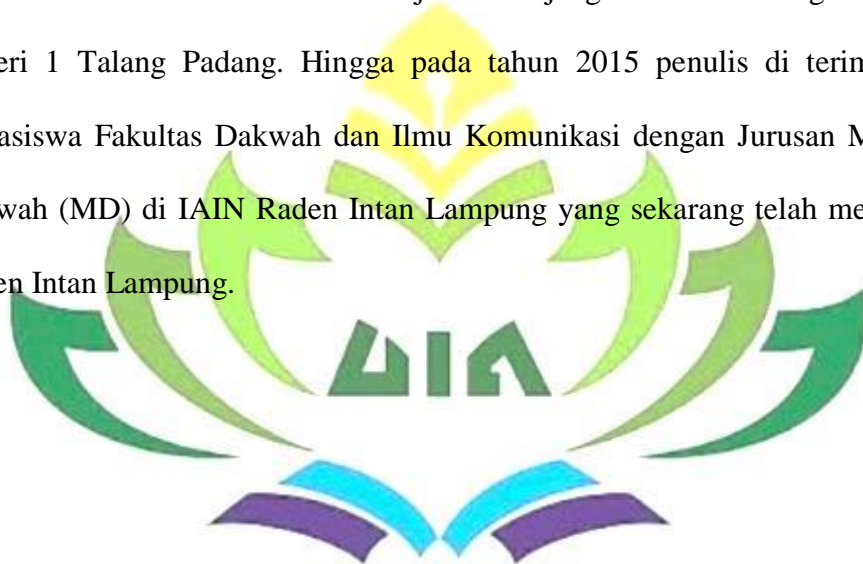 eri 1 Talang Padang. Hingga pada tahun 2015 penulis di terim
asiswa Fakultas Dakwah dan Ilmu Komunikasi dengan Jurusan M
wah (MD) di IAIN Raden Intan Lampung yang sekarang telah me
en Intan Lampung.
UIN